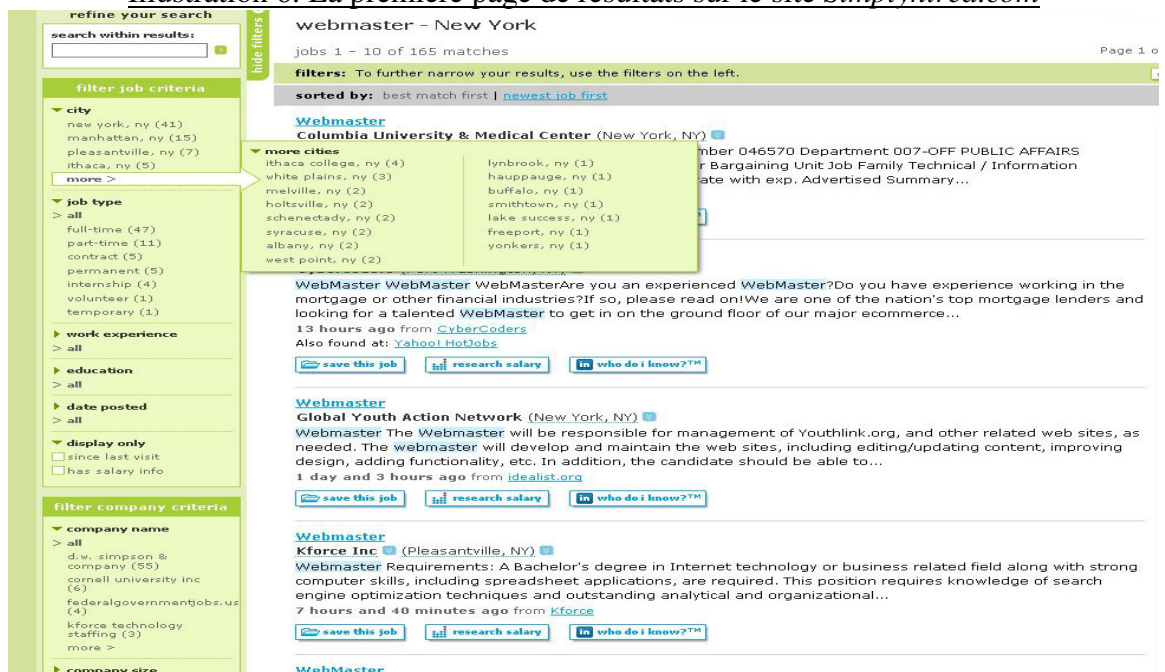 Illustration 6: La première page de résultats sur le site Simplyhired.com
refine your search
search within results:
hide filters
filter job criteria
city
new york, ny (41)
manhattan, ny (15)
pleasantville, ny (7)
ithaca, ny (5)
more >
job type
> all
full-time (47)
part-time (11)
contract (5)
permanent (5)
internship (4)
volunteer (1)
temporary (1)
work experience
> all
education
> all
date posted
> all
display only
since last visit
has salary info
filter company criteria
company name
> all
d.w. simpson &
company (55)
cornell university inc
(6)
federalgovernmentjobs.us
(4)
kforce technology
staffing (3)
more >
company size
more cities
ithaca college, ny (4)
white plains, ny (3)
melville, ny (2)
holtsville, ny (2)
schenectady, ny (2)
syracuse, ny (2)
albany, ny (2)
west point, ny (2)
lynbrook, ny (1)
hauppauge, ny (1)
buffalo, ny (1)
smithtown, ny (1)
lake success, ny (1)
freeport, ny (1)
yonkers, ny (1)
webmaster - New York
jobs 1 - 10 of 165 matches
Page 1 o
filters: To further narrow your results, use the filters on the left.
sorted by: best match first | newest job first
Webmaster
Columbia University & Medical Center (New York, NY)
mber 046570 Department 007-OFF PUBLIC AFFAIRS
r Bargaining Unit Job Family Technical / Information
ate with exp. Advertised Summary...
WebMaster WebMaster WebMasterAre you an experienced WebMaster?Do you have experience working in the
mortgage or other financial industries?If so, please read on!We are one of the nation's top mortgage lenders and
looking for a talented WebMaster to get in on the ground floor of our major ecommerce...
13 hours ago from CyberCoders
Also found at: Yahoo! HotJobs
save this job research salary in who do i know?™
Webmaster
Global Youth Action Network (New York, NY)
Webmaster The Webmaster will be responsible for management of Youthlink.org, and other related web sites, as
needed. The webmaster will develop and maintain the web sites, including editing/updating content, improving
design, adding functionality, etc. In addition, the candidate should be able to...
1 day and 3 hours ago from idealist.org
save this job research salary in who do i know?™
Webmaster
Kforce Inc (Pleasantville, NY)
Webmaster Requirements: A Bachelor's degree in Internet technology or business related field along with strong
computer skills, including spreadsheet applications, are required. This position requires knowledge of search
engine optimization techniques and outstanding analytical and organizational...
7 hours and 40 minutes ago from Kforce
save this job research salary in who do i know?™
WebMaster